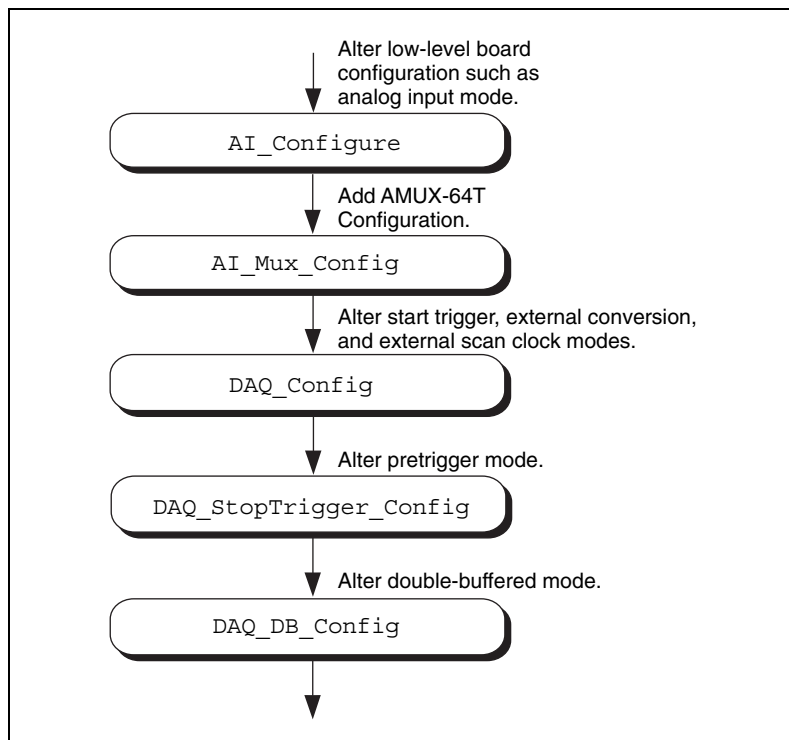 Alter low-level board
configuration such as
analog input mode.
AI_Configure
Add AMUX-64T
Configuration.
AI_Mux_Config
Alter start trigger, external conversion,
and external scan clock modes.
DAQ_Config
Alter pretrigger mode.
DAQ_StopTrigger_Config
Alter double-buffered mode.
DAQ_DB_Config